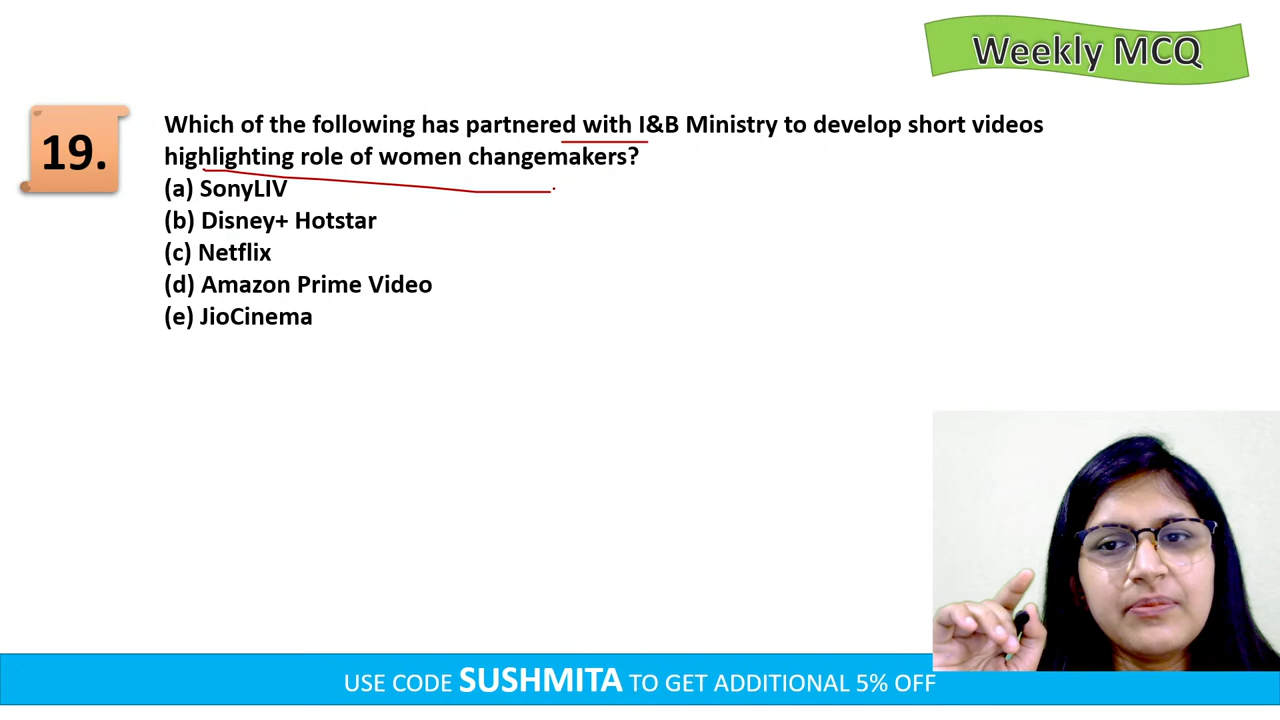 Weekly MCQ
19.
Which of the following has partnered with I&B Ministry to develop short videos
highlighting role of women changemakers?
(a) SonyLIV
(b) Disney+ Hotstar
(c) Netflix
(d) Amazon Prime Video
(e) JioCinema
USE CODE SUSHMITA TO GET ADDITIONAL 5% OFF